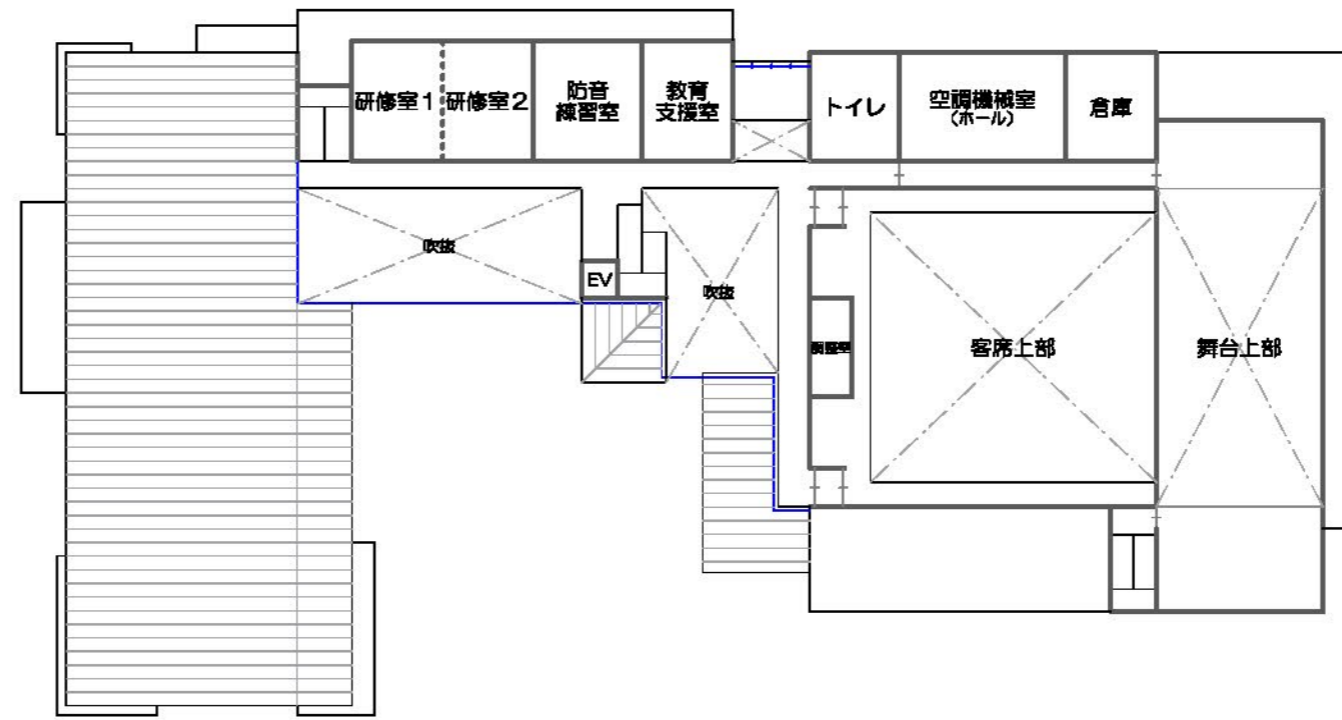 研修室1
研修室2
防音
練習室
教育
支援室
トイレ
空調機械室
(ホール)
倉庫
吹抜
EV
吹抜
客席上部
舞台上部